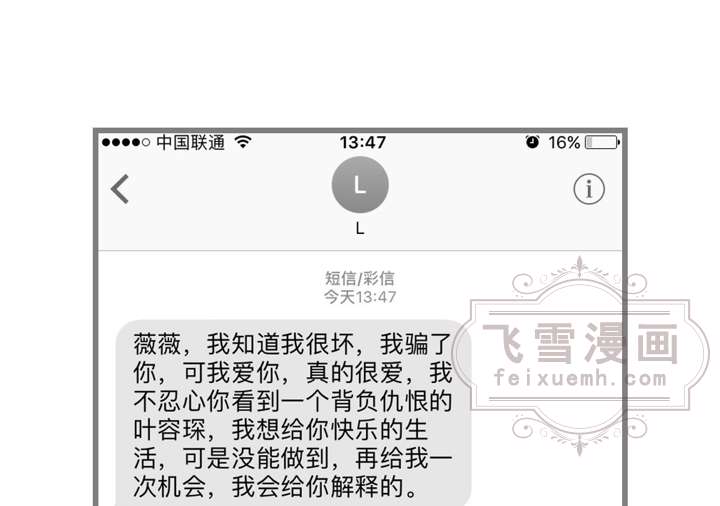 中国联通
13:47
16%
L
L
短信/彩信
今天13:47
薇薇，我知道我很坏，我骗了
你，可我爱你，真的很爱，我
不忍心你看到一个背负仇恨的
叶容琛，我想给你快乐的生
活，可是没能做到，再给我一
次机会，我会给你解释的。
飞雪漫画
feixuemh.com